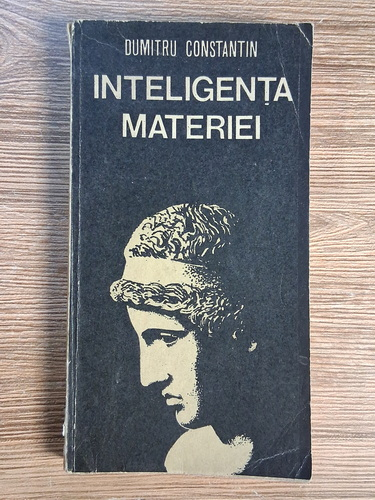 DUMITRU CONSTANTIN
INTELIGENȚA
MATERIEI